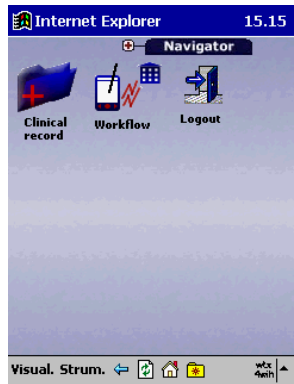 Internet Explorer 15.15
Navigator
Clinical record
Workflow
Logout
Visual. Strum.